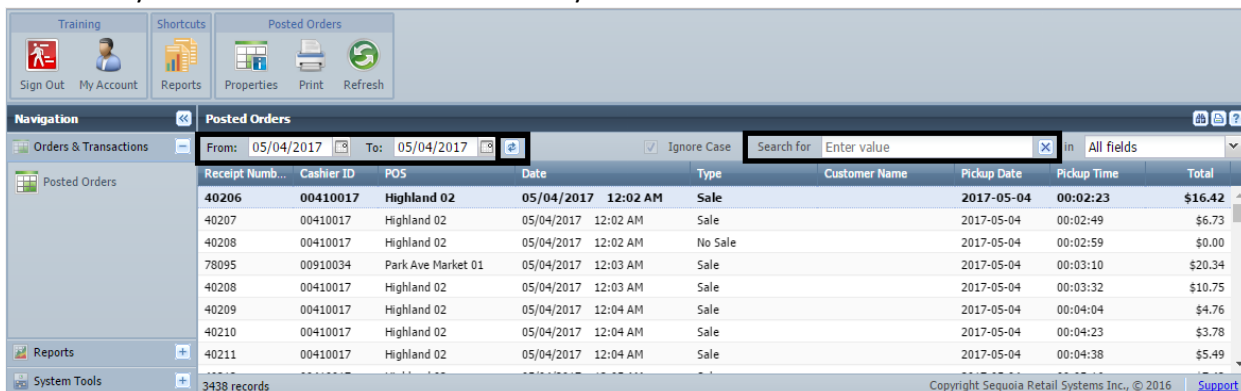 Training Shortcuts Posted Orders
Sign Out My Account Reports Properties Print Refresh
Navigation Posted Orders
Orders & Transactions From: 05/04/2017 To: 05/04/2017 Ignore Case Search for Enter value in All fields
Posted Orders
Receipt Numb... Cashier ID POS Date Type Customer Name Pickup Date Pickup Time Total
40206 00410017 Highland 02 05/04/2017 12:02 AM Sale 2017-05-04 00:02:23 $16.42
40207 00410017 Highland 02 05/04/2017 12:02 AM Sale 2017-05-04 00:02:49 $6.73
40208 00410017 Highland 02 05/04/2017 12:02 AM No Sale 2017-05-04 00:02:59 $0.00
78095 00910034 Park Ave Market 01 05/04/2017 12:03 AM Sale 2017-05-04 00:03:10 $20.34
40208 00410017 Highland 02 05/04/2017 12:03 AM Sale 2017-05-04 00:03:32 $10.75
40209 00410017 Highland 02 05/04/2017 12:04 AM Sale 2017-05-04 00:04:04 $4.76
40210 00410017 Highland 02 05/04/2017 12:04 AM Sale 2017-05-04 00:04:23 $3.78
Reports 40211 00410017 Highland 02 05/04/2017 12:04 AM Sale 2017-05-04 00:04:38 $5.49
System Tools 3438 records Copyright Sequoia Retail Systems Inc., © 2016 Support